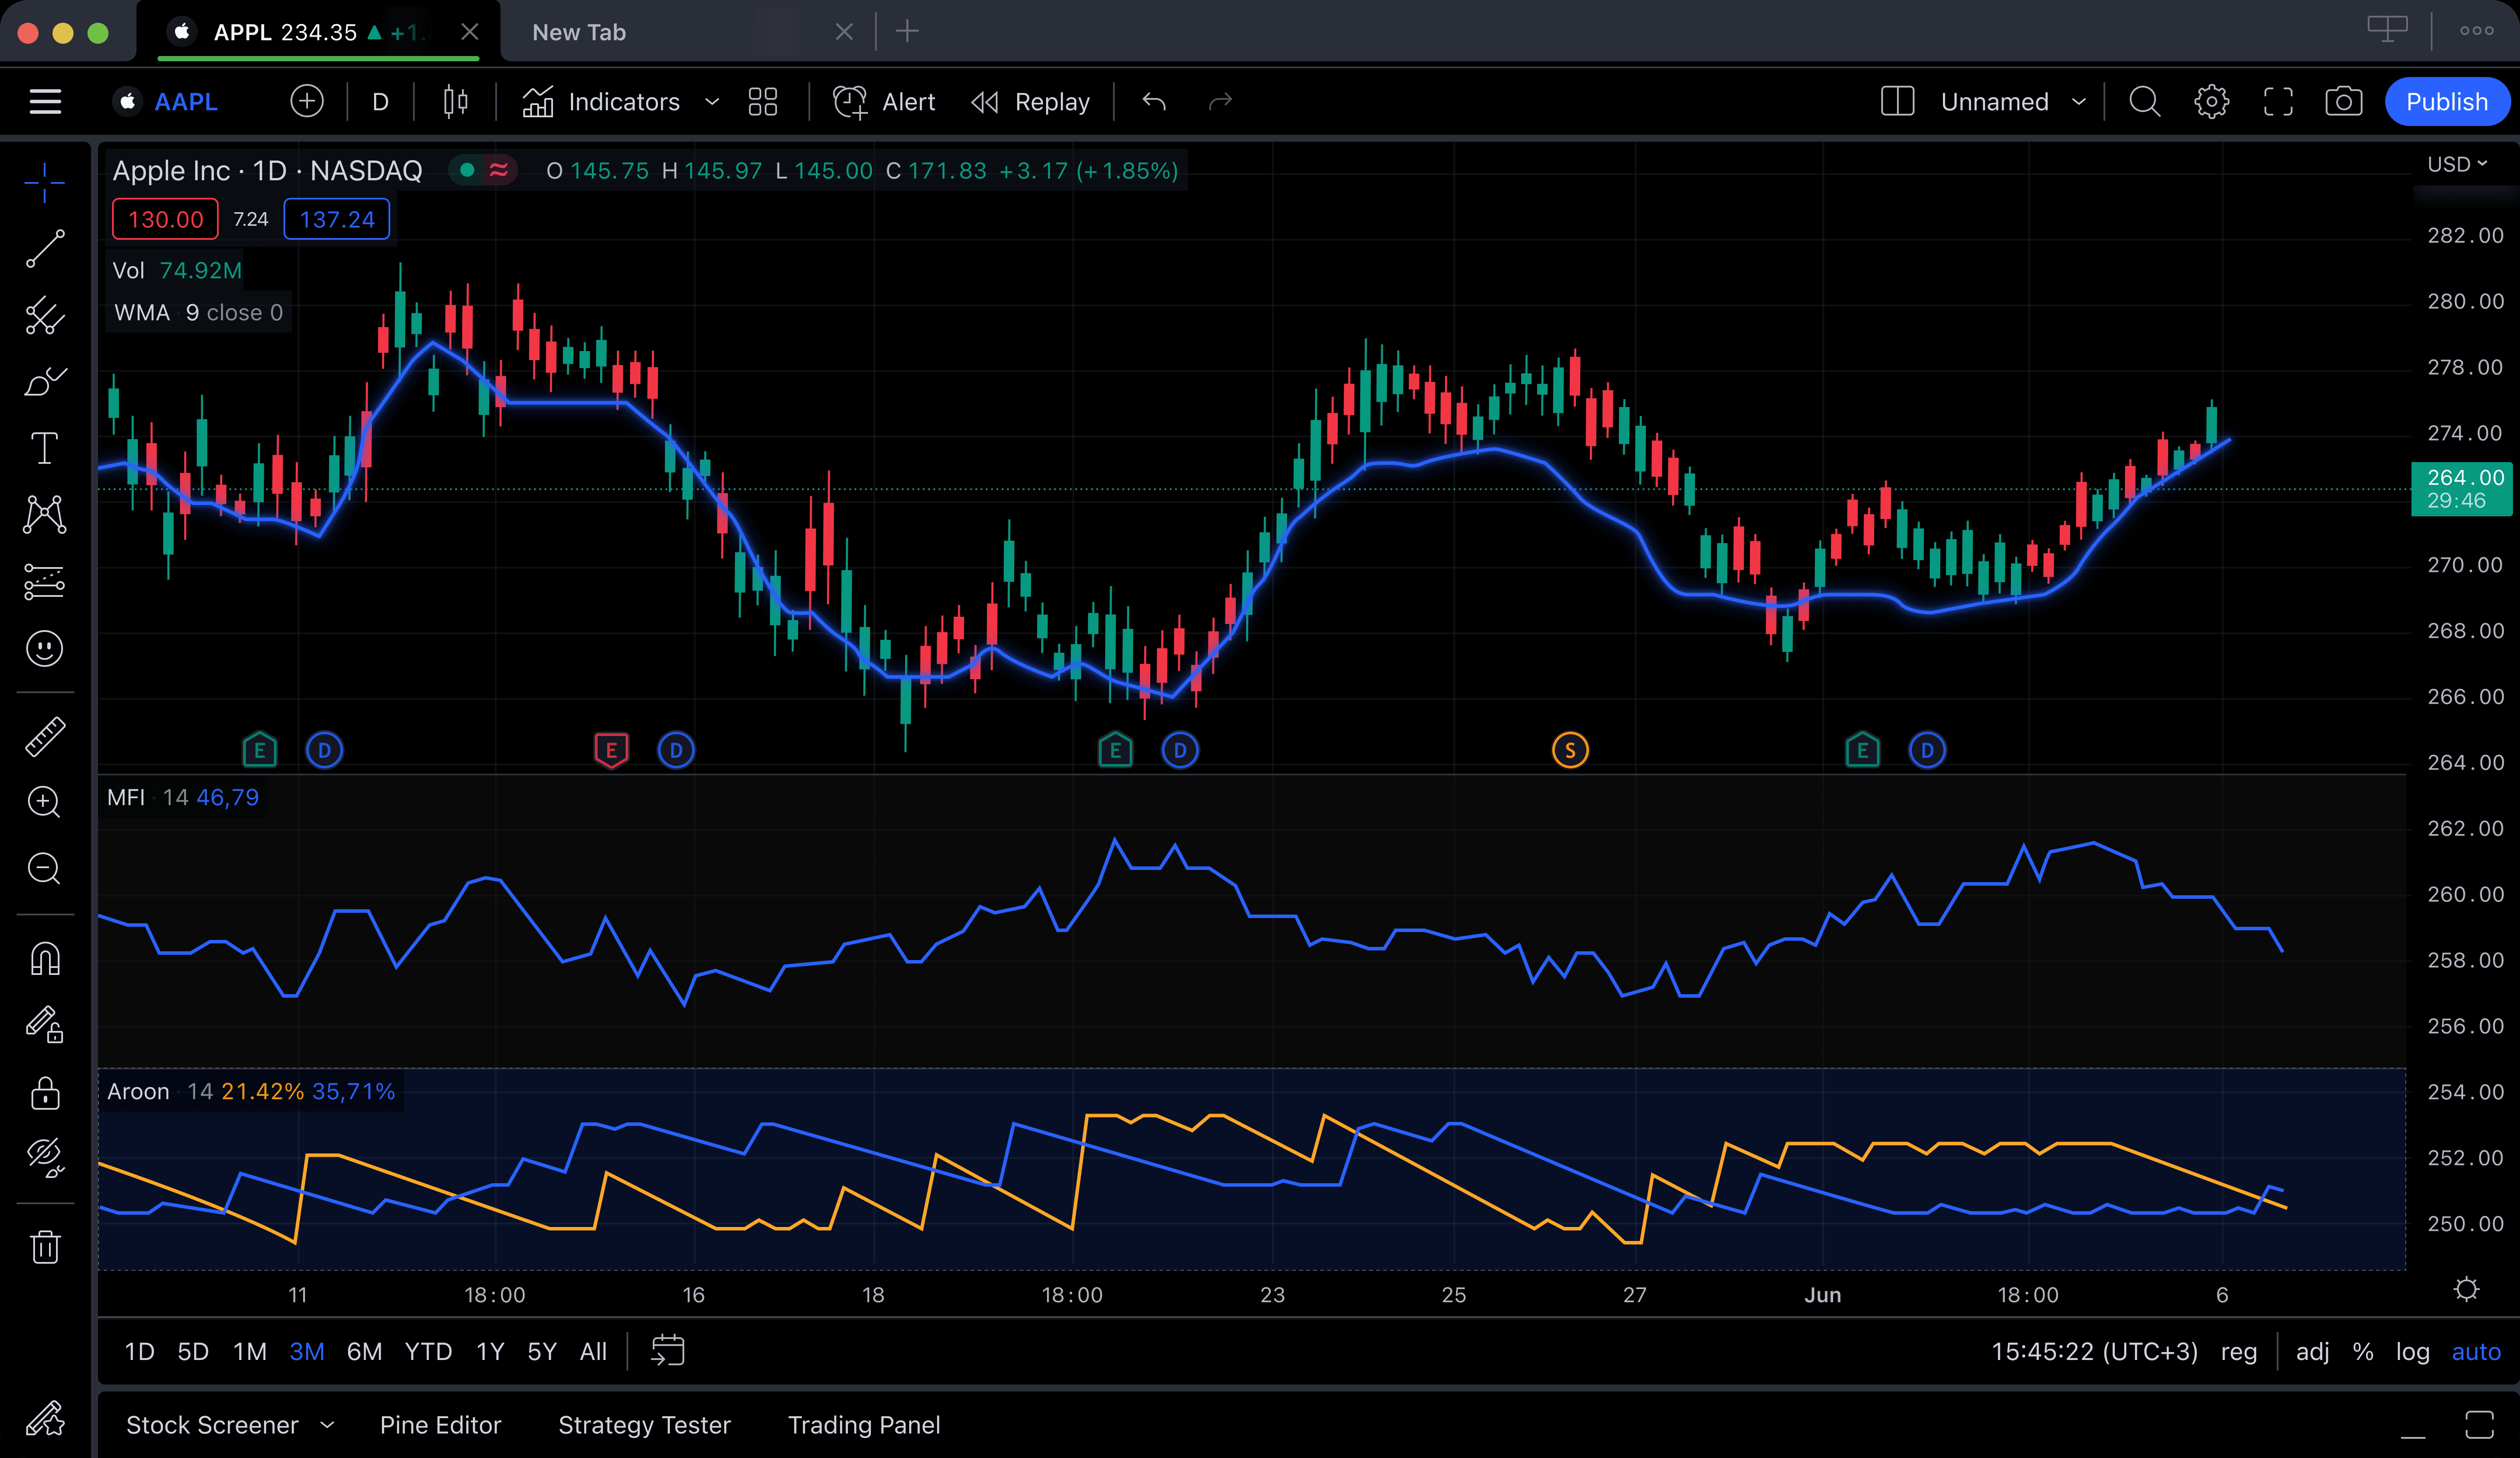 APPL 234.35 ▲ +1.
New Tab
AAPL
D
Indicators
Alert
Replay
Unnamed
Publish
Apple Inc · 1D · NASDAQ
O 145.75 H 145.97 L 145.00 C 171.83 +3.17 (+1.85%)
130.00 7.24 137.24
Vol 74.92M
WMA 9 close 0
USD
282.00
280.00
278.00
274.00
264.00
29:46
270.00
268.00
266.00
264.00
262.00
260.00
258.00
256.00
254.00
252.00
250.00
E D E D E D S E D
MFI 14 46,79
Aroon 14 21.42% 35,71%
11 18:00 16 18 18:00 23 25 27 Jun 18:00 6
1D 5D 1M 3M 6M YTD 1Y 5Y All
15:45:22 (UTC+3) reg adj % log auto
Stock Screener Pine Editor Strategy Tester Trading Panel